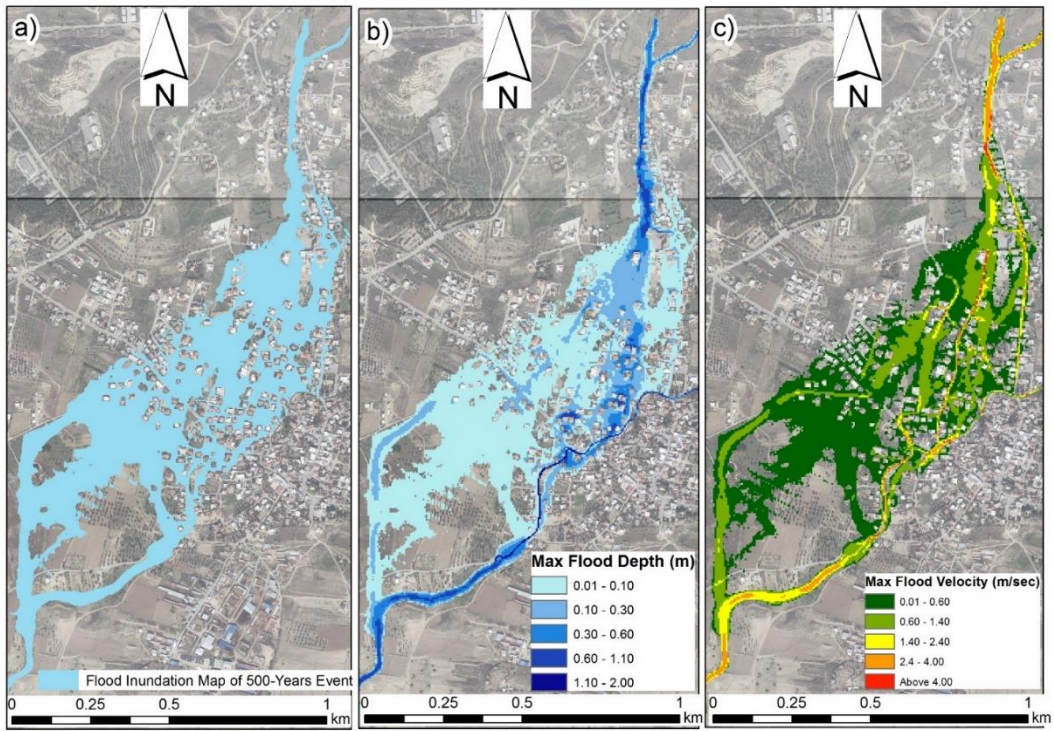 a)
N
Flood Inundation Map of 500-Years Event
0 0.25 0.5 1
km
b)
N
Max Flood Depth (m)
0.01 - 0.10
0.10 - 0.30
0.30 - 0.60
0.60 - 1.10
1.10 - 2.00
0 0.25 0.5 1
km
c)
N
Max Flood Velocity (m/sec)
0.01 - 0.60
0.60 - 1.40
1.40 - 2.40
2.4 - 4.00
Above 4.00
0 0.25 0.5 1
km